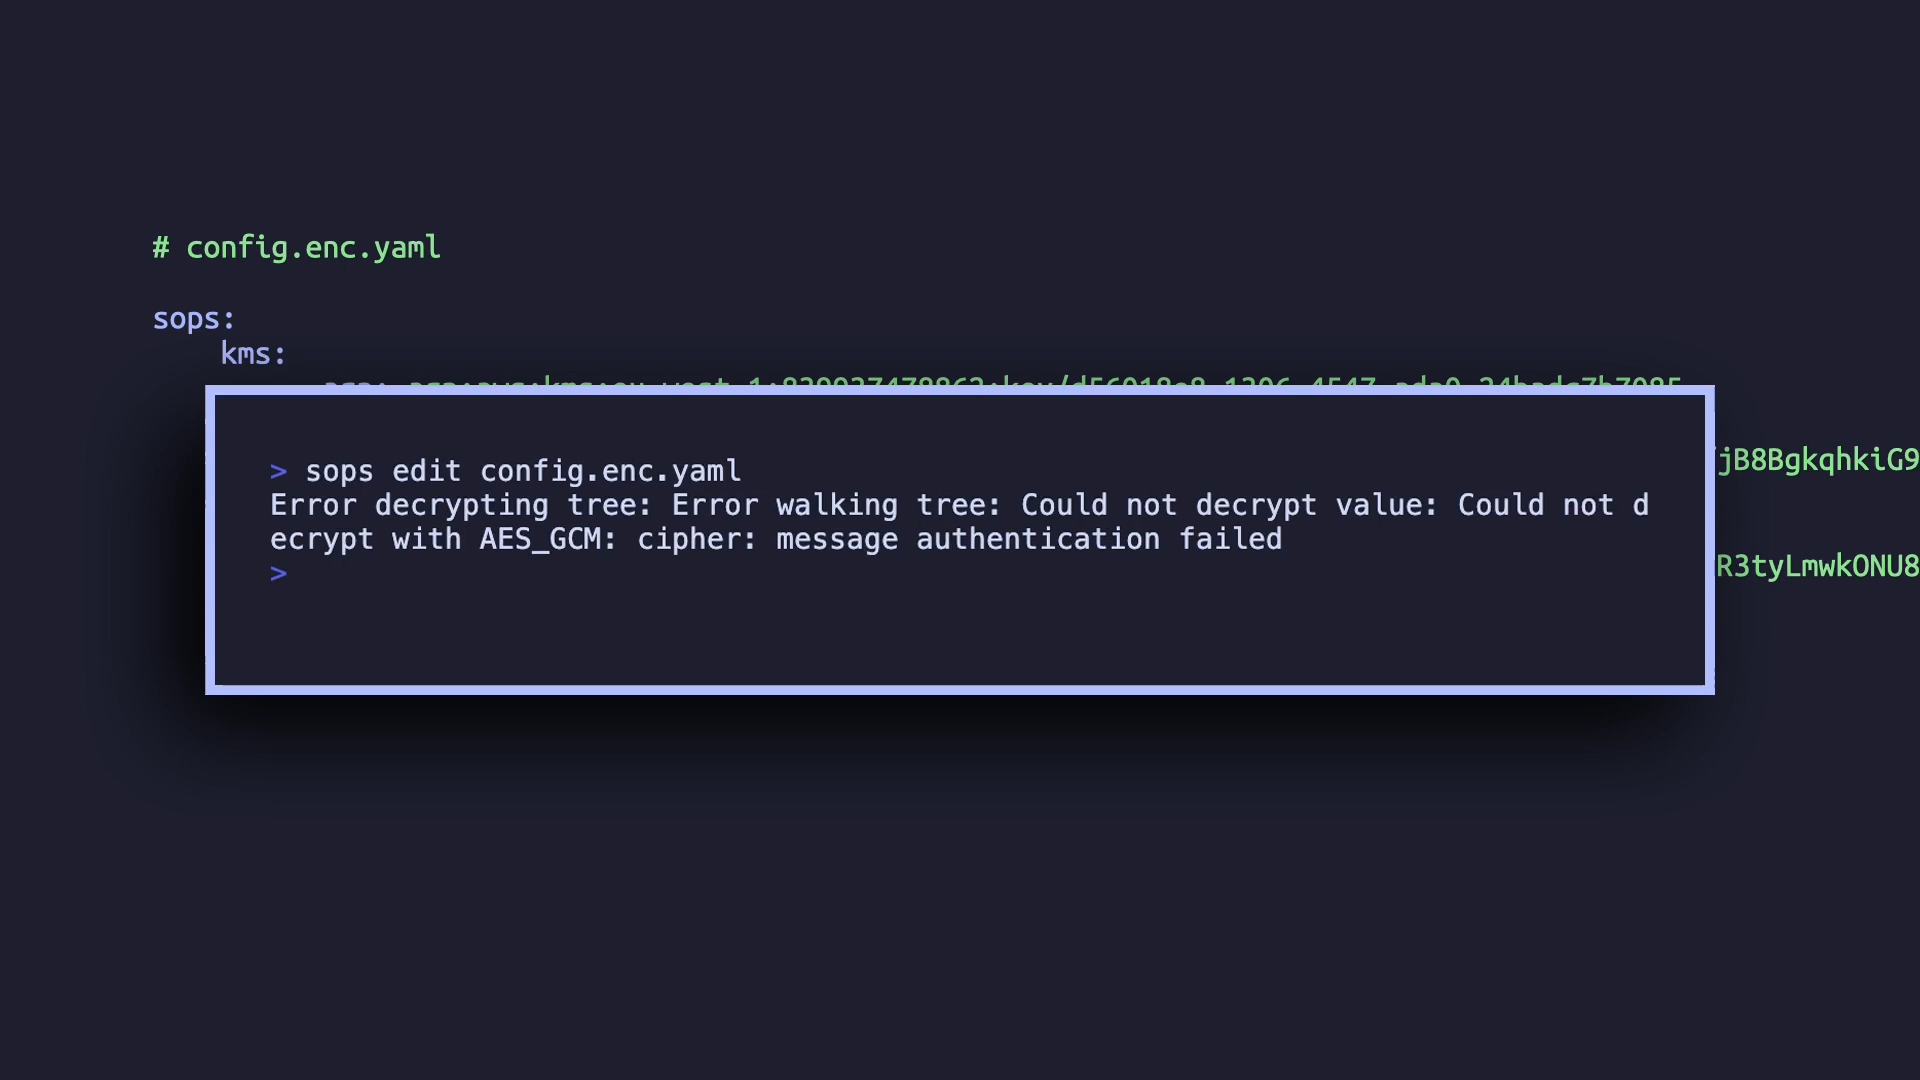 # config.enc.yaml
sops:
kms:
> sops edit config.enc.yaml
Error decrypting tree: Error walking tree: Could not decrypt value: Could not d
ecrypt with AES_GCM: cipher: message authentication failed
>
jB8BgkqhkiG9
R3tyLmwkONU8